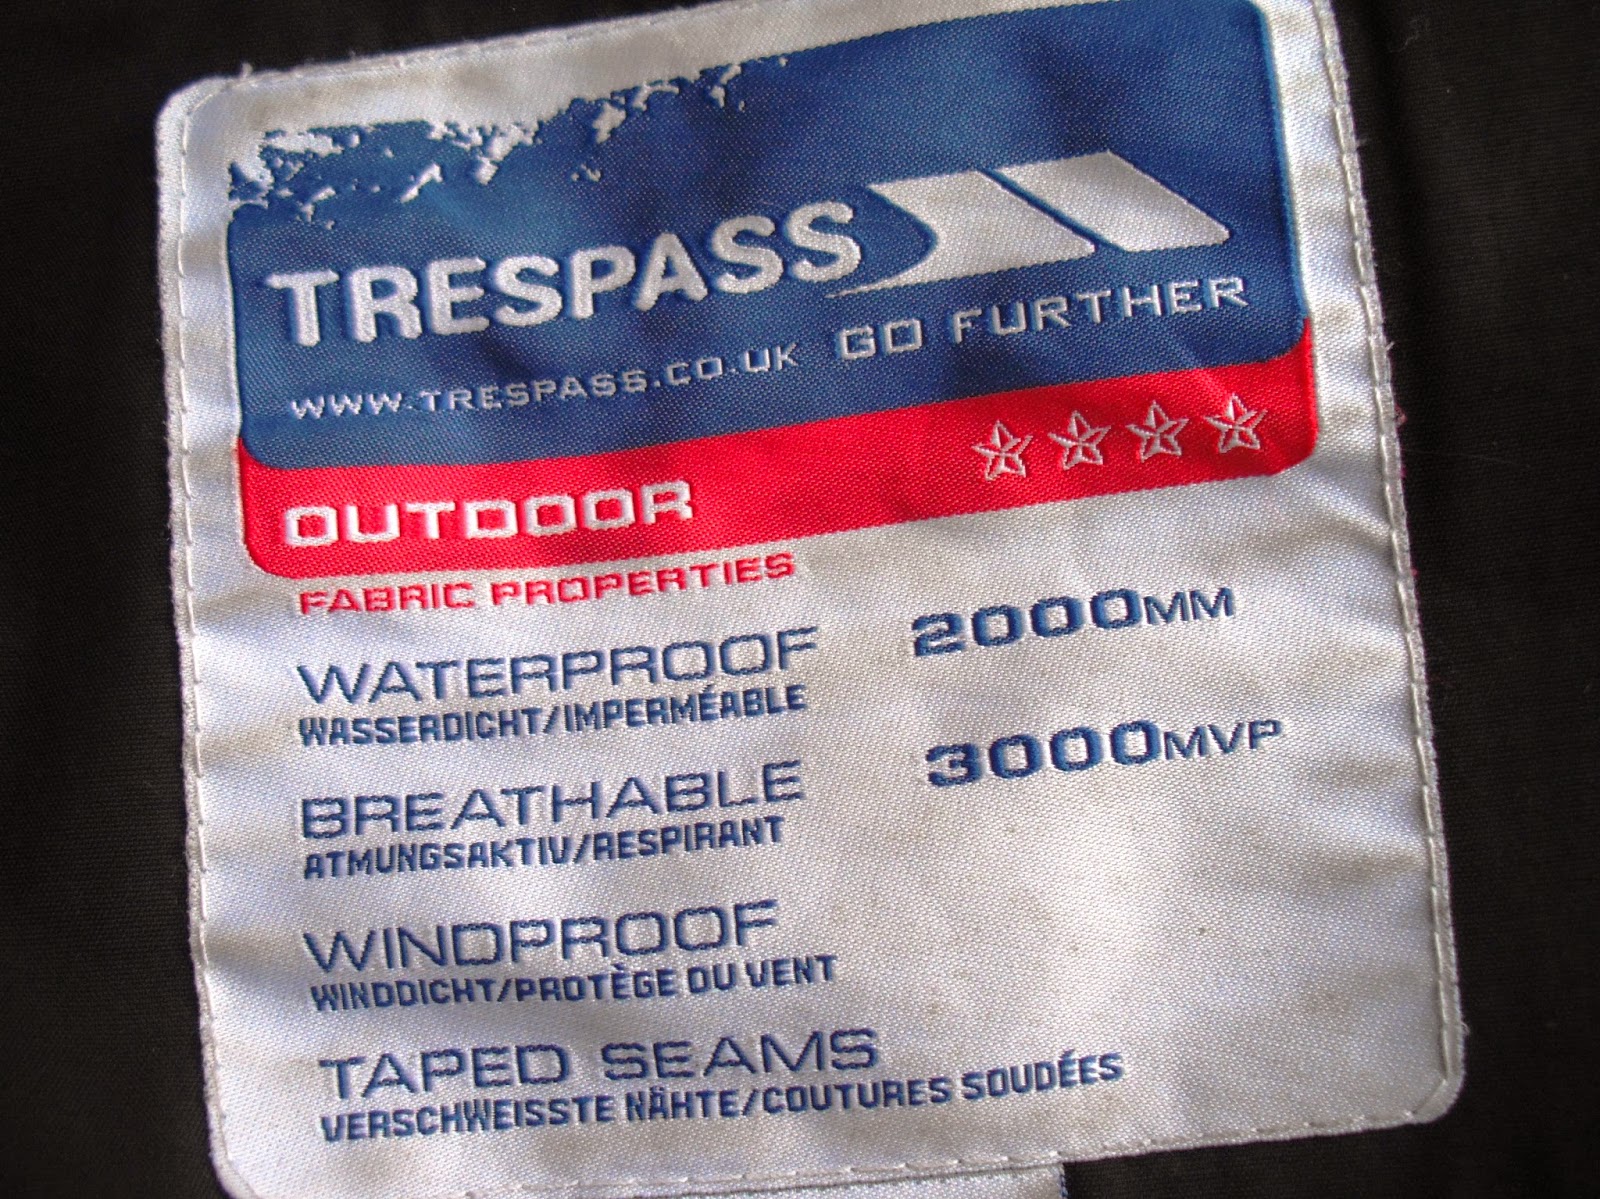 TRESPASS
WWW.TRESPASS.CO.UK GO FURTHER
OUTDOOR
FABRIC PROPERTIES
WATERPROOF 2000MM
WASSERDICHT/IMPERMÉABLE
BREATHABLE 3000MVP
ATMUNGSAKTIV/RESPIRANT
WINDPROOF
WINDDICHT/PROTÈGE OU VENT
TAPED SEAMS
VERSCHWEISSTE NÄHTE/COUTURES SOUDÉES